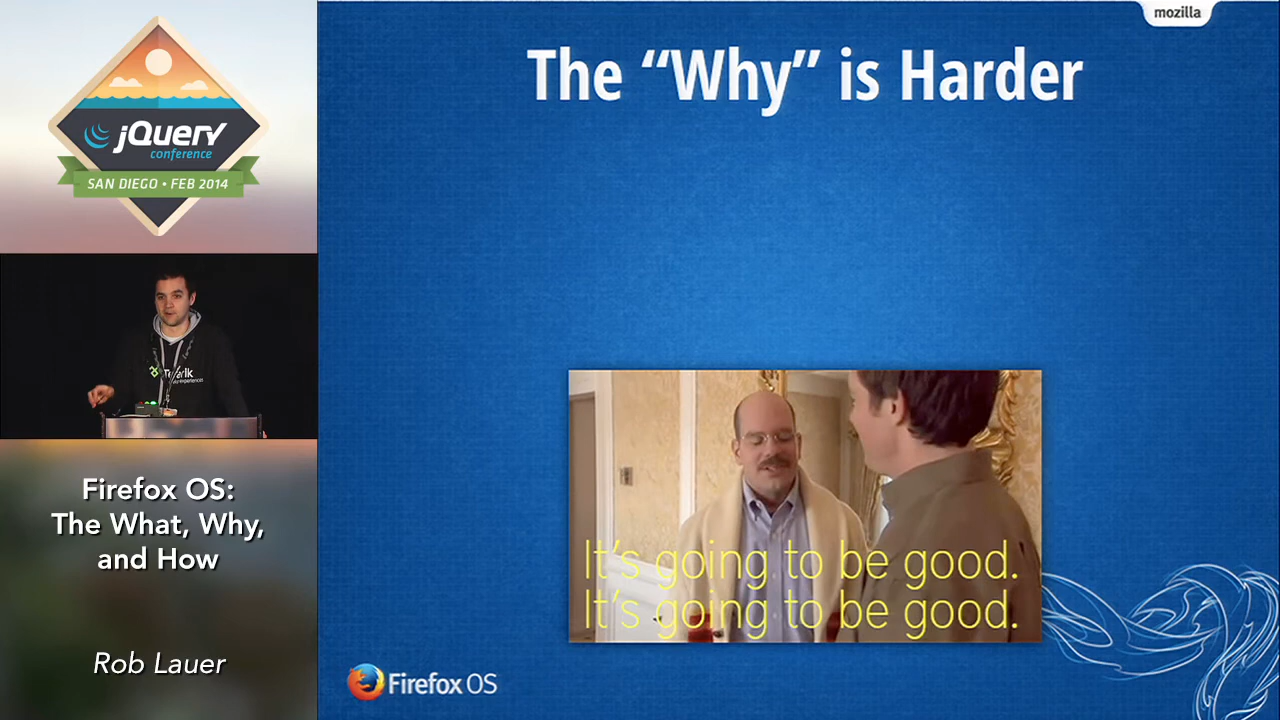 jQuery
conference
SAN DIEGO • FEB 2014
Firefox OS:
The What, Why,
and How
Rob Lauer
mozilla
The “Why” is Harder
It's going to be good.
It's going to be good.
Firefox OS